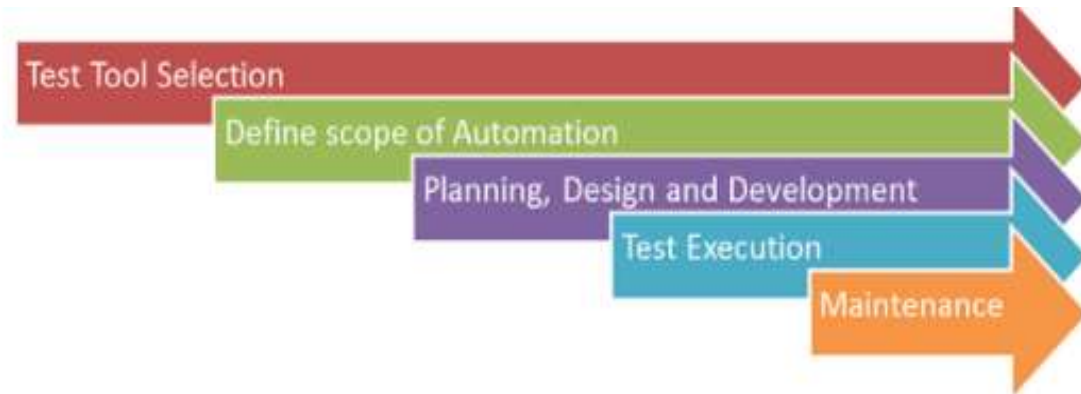 Test Tool Selection
Define scope of Automation
Planning, Design and Development
Test Execution
Maintenance